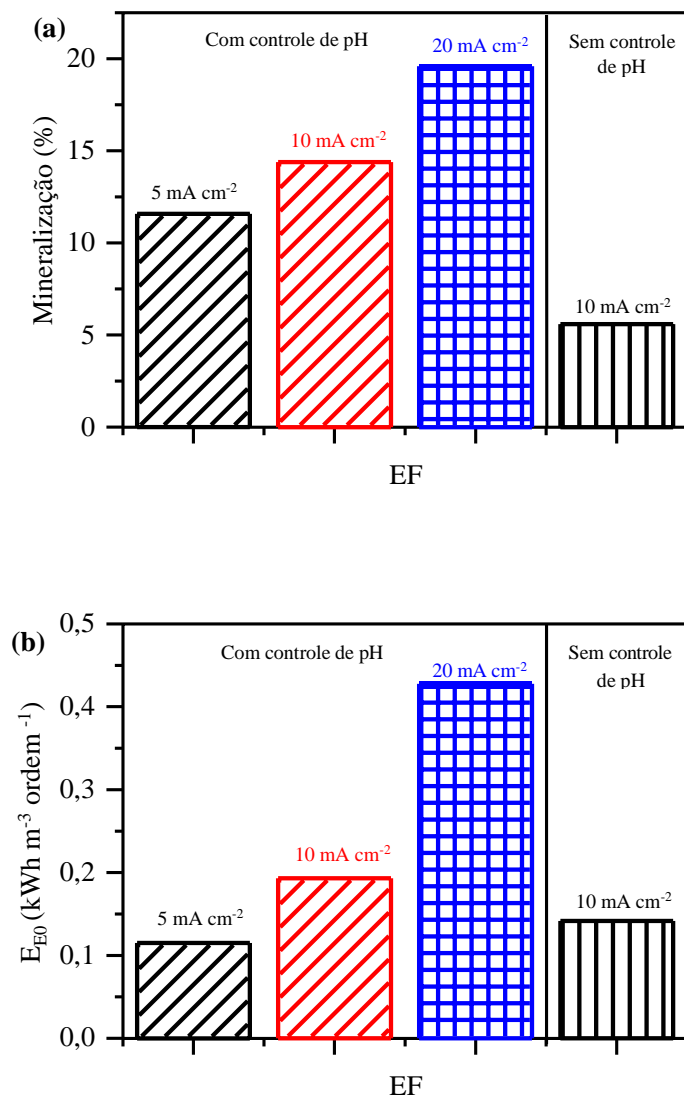 (a)
Com controle de pH
Sem controle
de pH
20 mA cm-2
10 mA cm-2
5 mA cm-2
10 mA cm-2
Mineralização (%)
20
15
10
5
0
EF
(b)
Com controle de pH
Sem controle
de pH
20 mA cm-2
10 mA cm-2
5 mA cm-2
10 mA cm-2
EE0 (kWh m-3 ordem -1)
0,5
0,4
0,3
0,2
0,1
0,0
EF